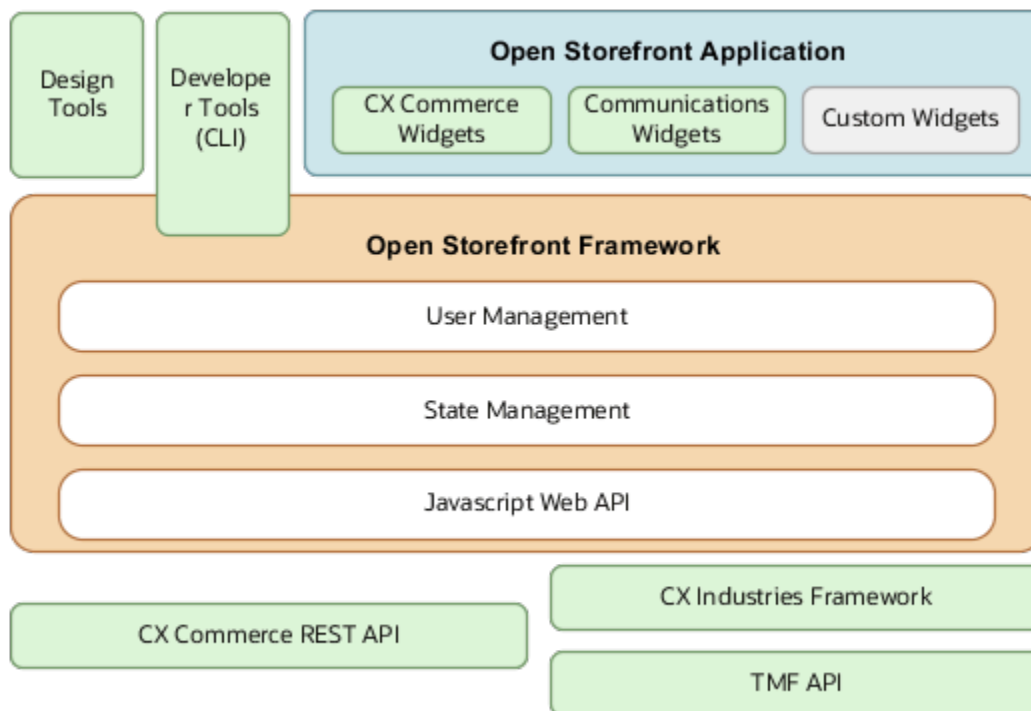 Design
Tools
Develope
r Tools
(CLI)
Open Storefront Application
CX Commerce
Widgets
Communications
Widgets
Custom Widgets
Open Storefront Framework
User Management
State Management
Javascript Web API
CX Commerce REST API
CX Industries Framework
TMF API